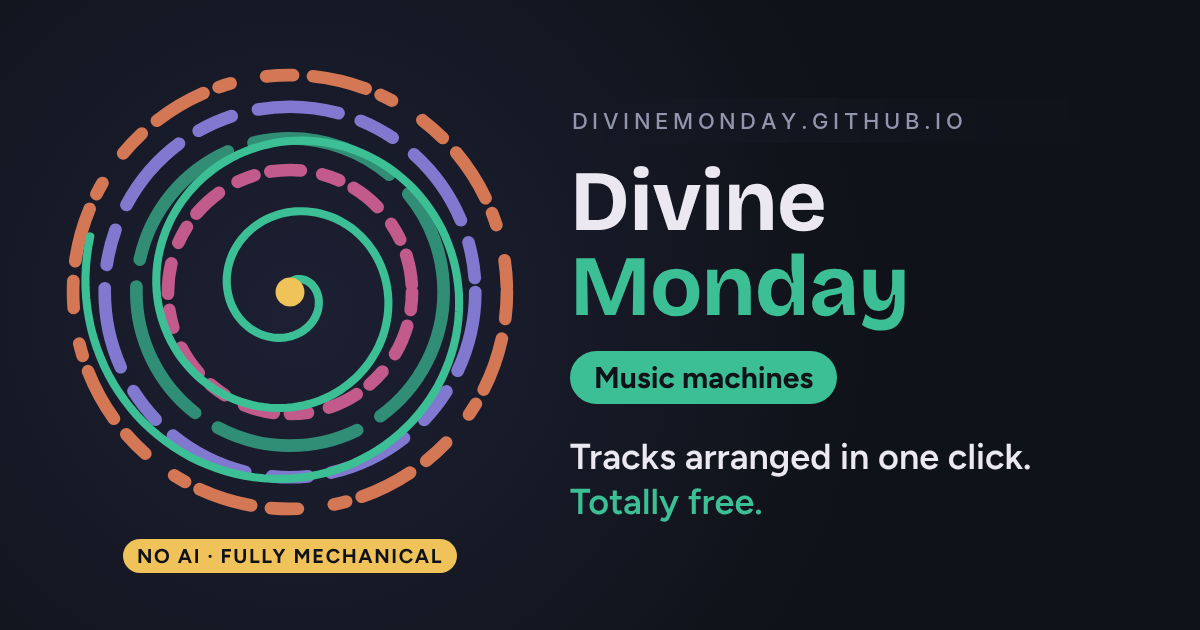 DIVINEMONDAY.GITHUB.IO
Divine
Monday
Music machines
Tracks arranged in one click.
Totally free.
NO AI · FULLY MECHANICAL